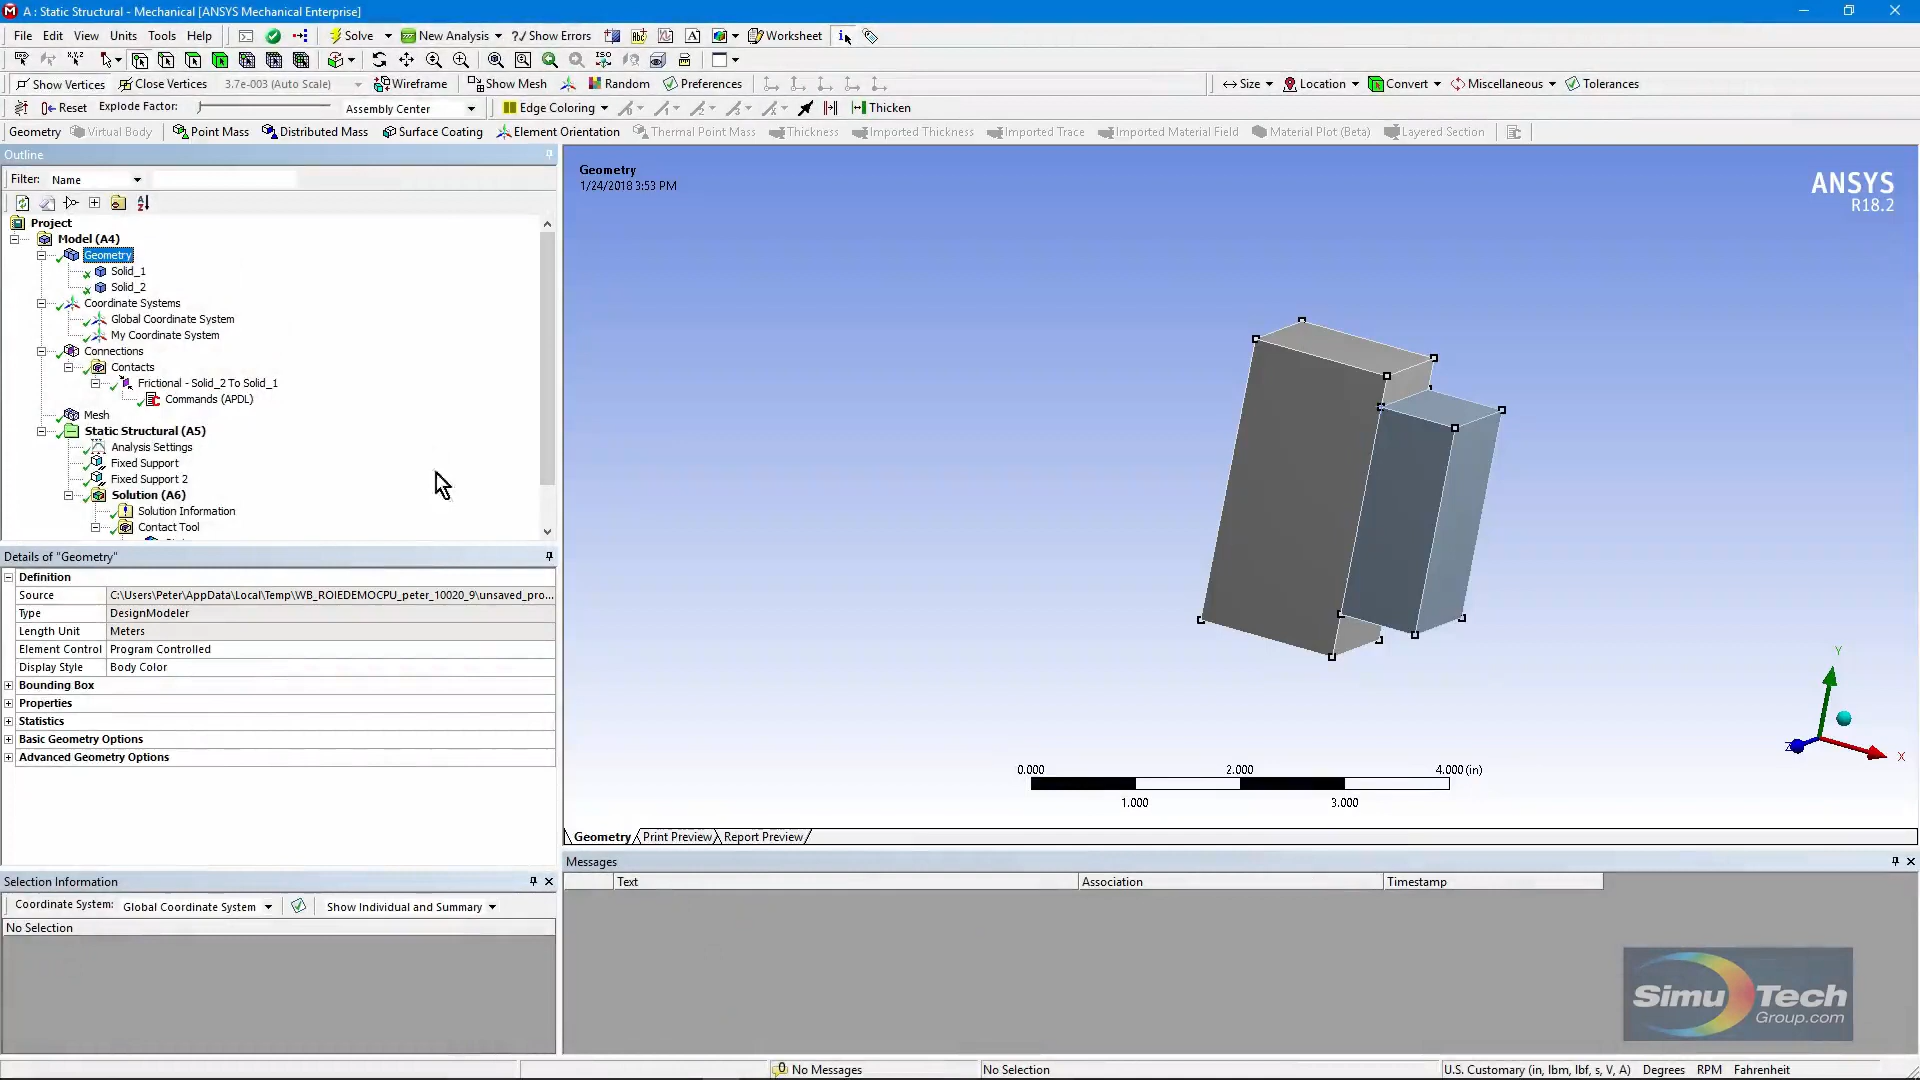 A : Static Structural - Mechanical [ANSYS Mechanical Enterprise]
File Edit View Units Tools Help Solve New Analysis ?/ Show Errors Worksheet
Show Vertices Close Vertices 3.7e-003 (Auto Scale) Wireframe Show Mesh Random Preferences Size Location Convert Miscellaneous Tolerances
Reset Explode Factor: Assembly Center Edge Coloring Thicken
Geometry Virtual Body Point Mass Distributed Mass Surface Coating Element Orientation Thermal Point Mass Thickness Imported Thickness Imported Trace Imported Material Field Material Plot (Beta) Layered Section
Outline
Filter: Name
Project
Model (A4)
Geometry
Solid_1
Solid_2
Coordinate Systems
Global Coordinate System
My Coordinate System
Connections
Contacts
Frictional - Solid_2 To Solid_1
Commands (APDL)
Mesh
Static Structural (A5)
Analysis Settings
Fixed Support
Fixed Support 2
Solution (A6)
Solution Information
Contact Tool
Details of "Geometry"
Definition
Source C:\Users\Peter\AppData\Local\Temp\WB_ROIEDEMOCPU_peter_10020_9\unsaved_pro...
Type DesignModeler
Length Unit Meters
Element Control Program Controlled
Display Style Body Color
Bounding Box
Properties
Statistics
Basic Geometry Options
Advanced Geometry Options
Selection Information
Coordinate System: Global Coordinate System Show Individual and Summary
No Selection
Geometry
1/24/2018 3:53 PM
ANSYS
R18.2
Y
X
Z
0.000 2.000 4.000 (in)
1.000 3.000
Geometry Print Preview Report Preview
Messages
Text Association Timestamp
SimuTech
Group.com
0 No Messages No Selection U.S. Customary (in, lbm, lbf, s, V, A) Degrees RPM Fahrenheit